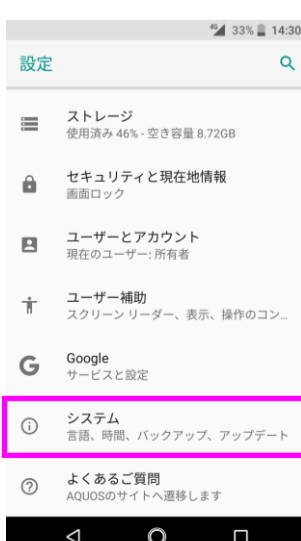 4G 33% 14:30
設定
ストレージ
使用済み 46% - 空き容量 8.72GB
セキュリティと現在地情報
画面ロック
ユーザーとアカウント
現在のユーザー: 所有者
ユーザー補助
スクリーン リーダー、表示、操作のコン...
Google
サービスと設定
システム
言語、時間、バックアップ、アップデート
よくあるご質問
AQUOSのサイトへ遷移します